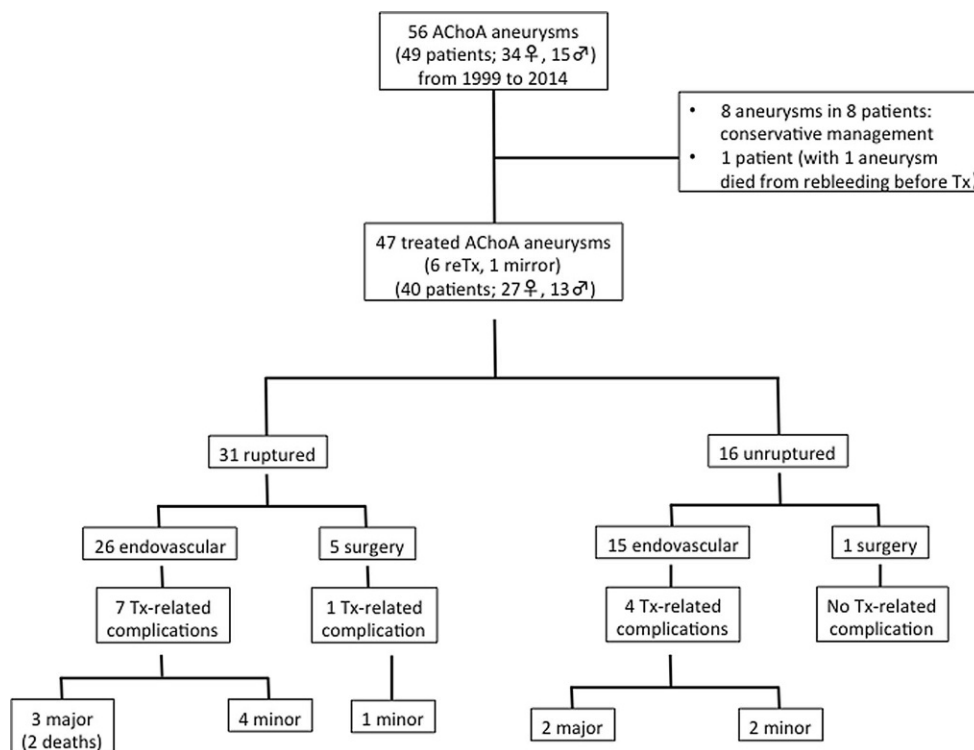 56 AChoA aneurysms
(49 patients; 34♀, 15♂)
from 1999 to 2014
• 8 aneurysms in 8 patients:
conservative management
• 1 patient (with 1 aneurysm
died from rebleeding before Tx)
47 treated AChoA aneurysms
(6 reTx, 1 mirror)
(40 patients; 27♀, 13♂)
31 ruptured
16 unruptured
26 endovascular
5 surgery
15 endovascular
1 surgery
7 Tx-related
complications
1 Tx-related
complication
4 Tx-related
complications
No Tx-related
complication
3 major
(2 deaths)
4 minor
1 minor
2 major
2 minor